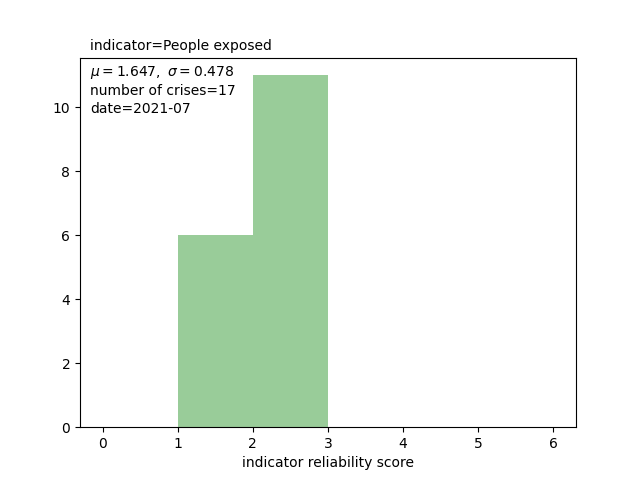 indicator=People exposed
μ = 1.647, σ = 0.478
number of crises=17
date=2021-07
10
8
6
4
2
0
0 1 2 3 4 5 6
indicator reliability score